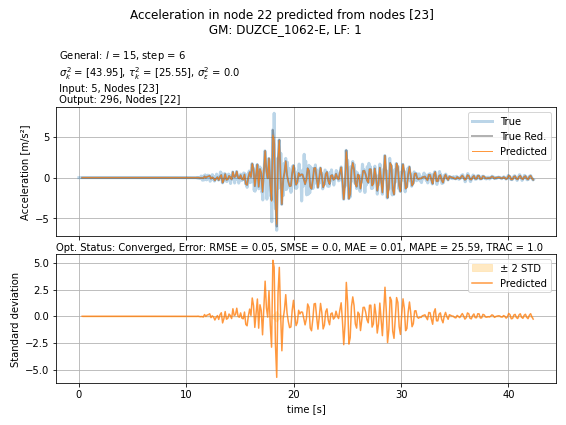 Acceleration in node 22 predicted from nodes [23]
GM: DUZCE_1062-E, LF: 1
General: l = 15, step = 6
σ²ₖ = [43.95], τ²ₖ = [25.55], σ²ε = 0.0
Input: 5, Nodes [23]
Output: 296, Nodes [22]
Acceleration [m/s²]
5
0
−5
True
True Red.
Predicted
Opt. Status: Converged, Error: RMSE = 0.05, SMSE = 0.0, MAE = 0.01, MAPE = 25.59, TRAC = 1.0
Standard deviation
5.0
2.5
0.0
−2.5
−5.0
± 2 STD
Predicted
0 10 20 30 40
time [s]